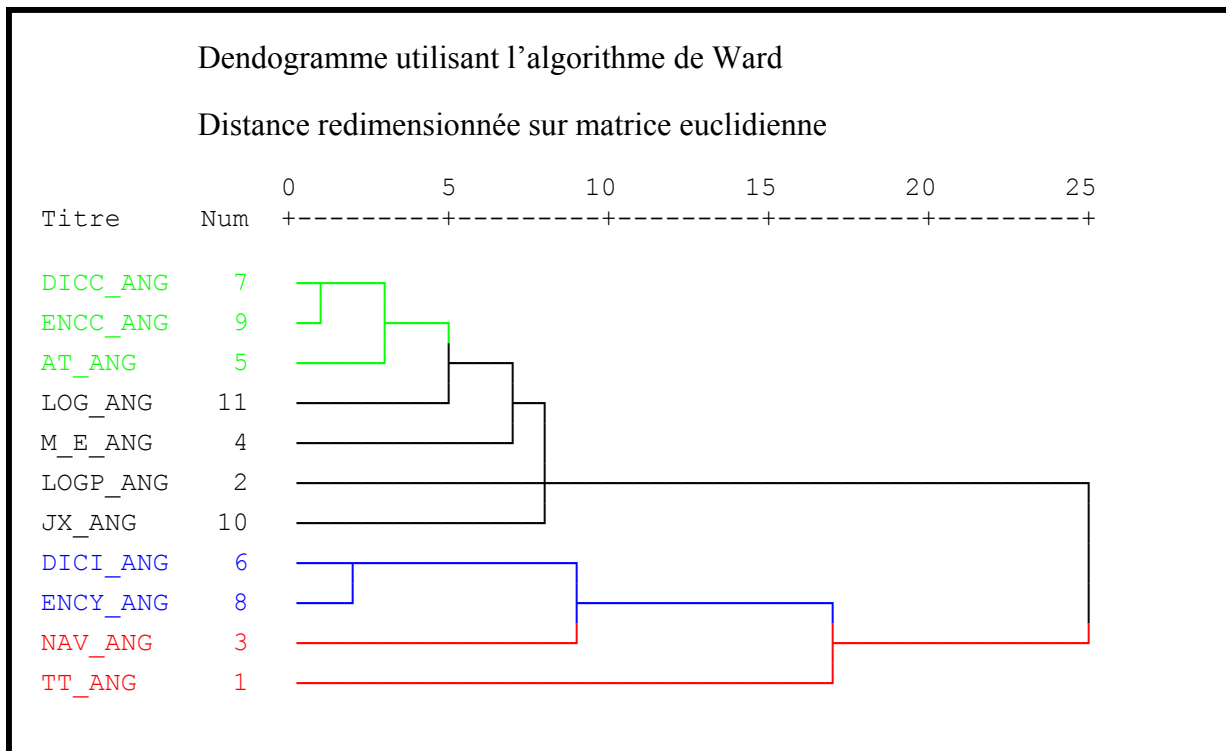 Dendogramme utilisant l'algorithme de Ward
Distance redimensionnée sur matrice euclidienne
0 5 10 15 20 25
Titre Num +---------+---------+---------+---------+---------+
DICC_ANG 7
ENCC_ANG 9
AT_ANG 5
LOG_ANG 11
M_E_ANG 4
LOGP_ANG 2
JX_ANG 10
DICI_ANG 6
ENCY_ANG 8
NAV_ANG 3
TT_ANG 1